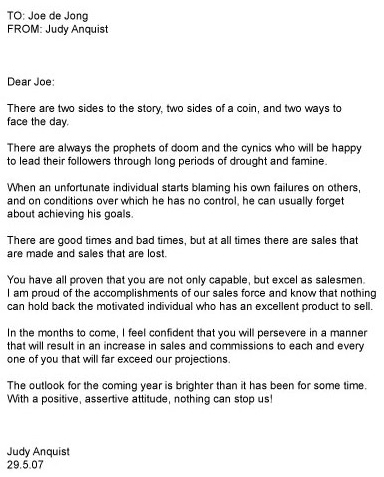 TO: Joe de Jong
FROM: Judy Anquist
Dear Joe:
There are two sides to the story, two sides of a coin, and two ways to
face the day.
There are always the prophets of doom and the cynics who will be happy
to lead their followers through long periods of drought and famine.
When an unfortunate individual starts blaming his own failures on others,
and on conditions over which he has no control, he can usually forget
about achieving his goals.
There are good times and bad times, but at all times there are sales that
are made and sales that are lost.
You have all proven that you are not only capable, but excel as salesmen.
I am proud of the accomplishments of our sales force and know that nothing
can hold back the motivated individual who has an excellent product to sell.
In the months to come, I feel confident that you will persevere in a manner
that will result in an increase in sales and commissions to each and every
one of you that will far exceed our projections.
The outlook for the coming year is brighter than it has been for some time.
With a positive, assertive attitude, nothing can stop us!
Judy Anquist
29.5.07